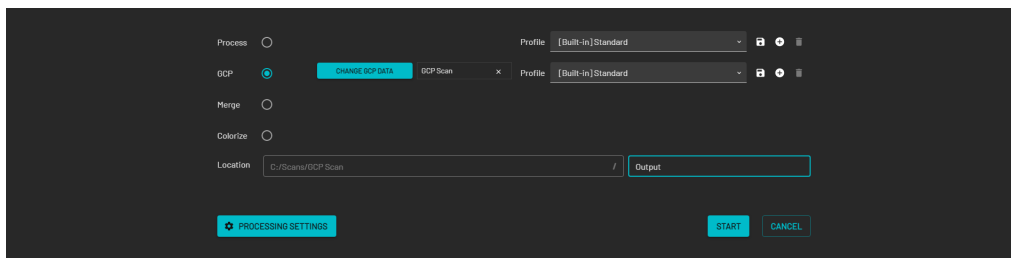 Process Profile [Built-in] Standard
GCP CHANGE GCP DATA GCP Scan × Profile [Built-in] Standard
Merge
Colorize
Location C:/Scans/GCP Scan / Output
PROCESSING SETTINGS START CANCEL